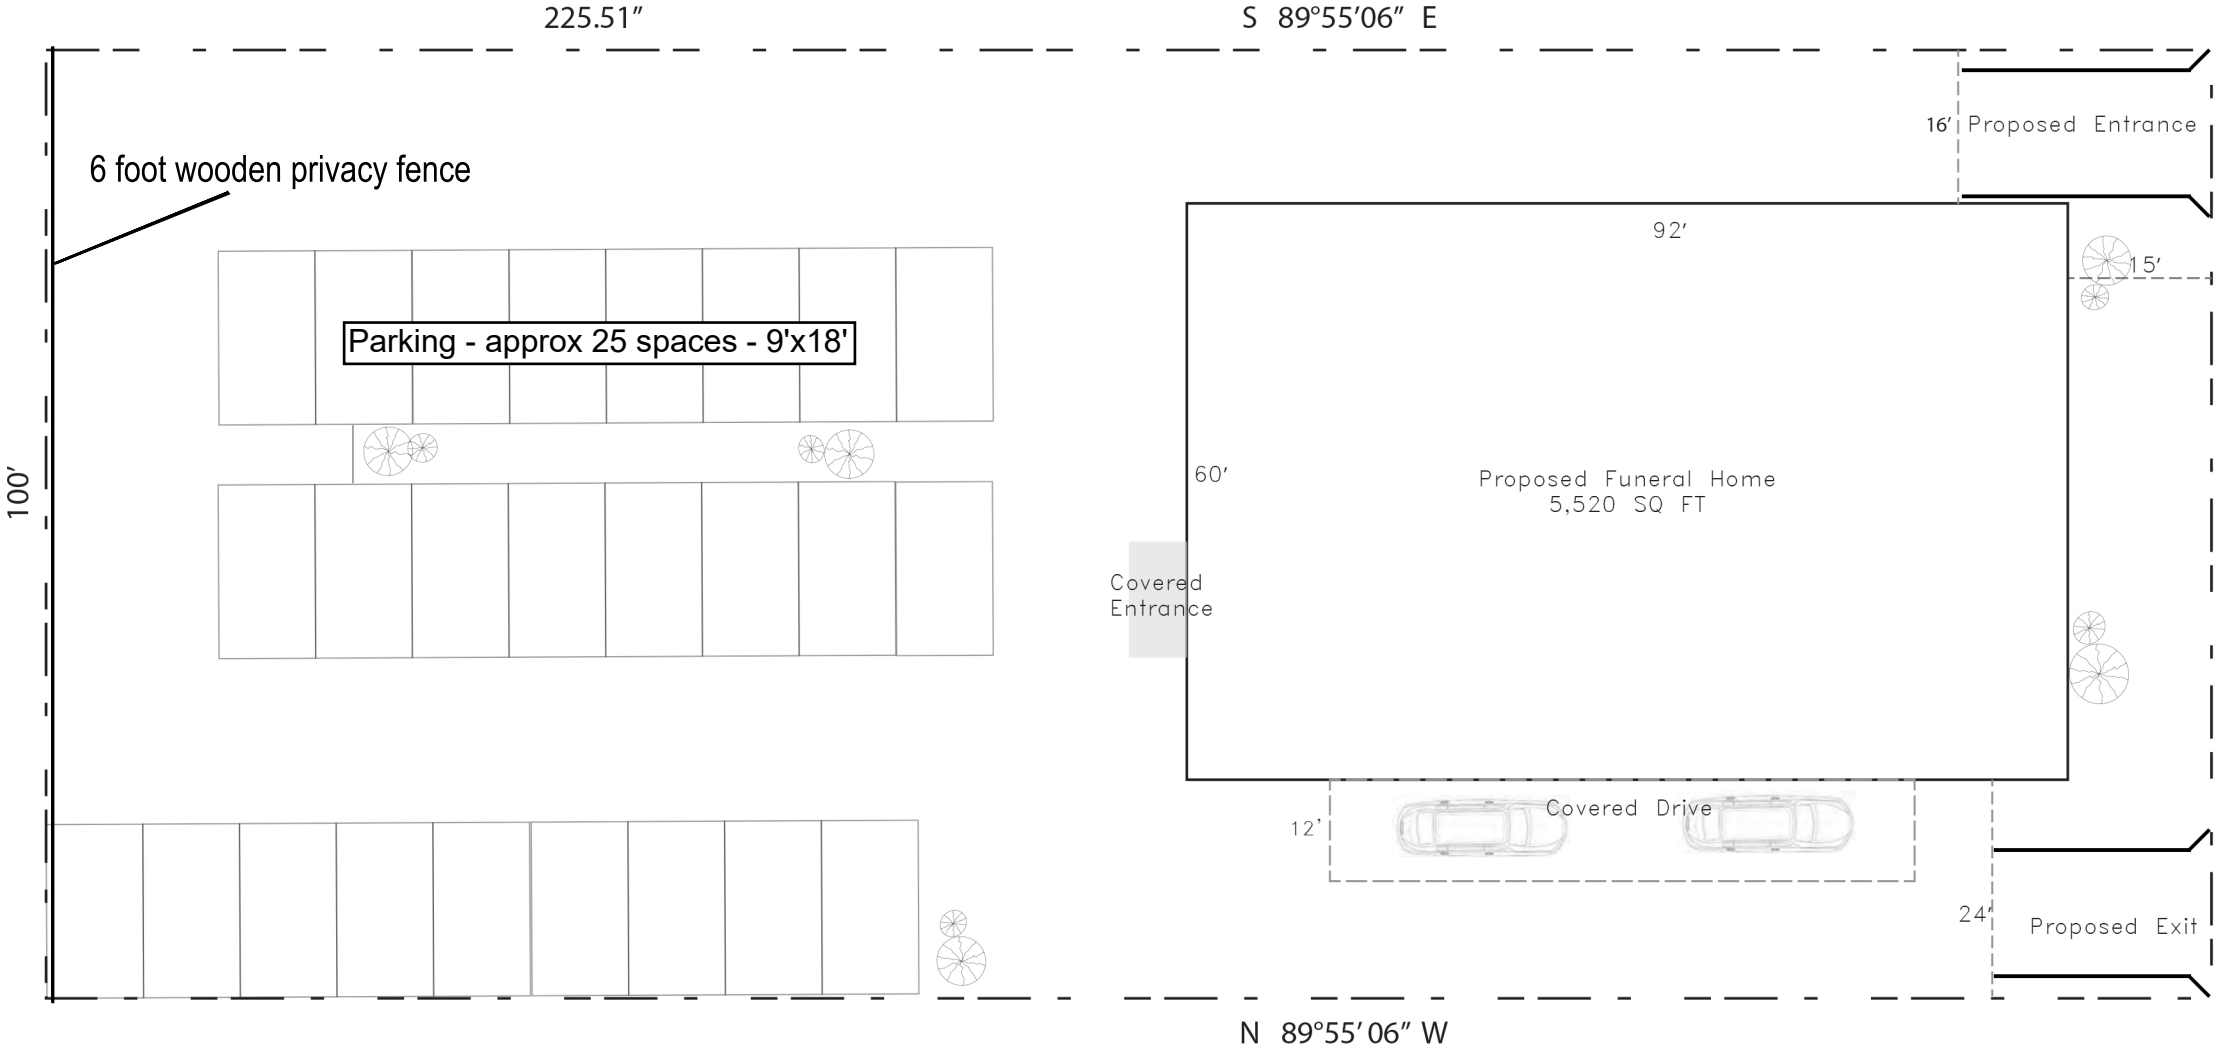 225.51”
S 89°55’06” E
16’ Proposed Entrance
6 foot wooden privacy fence
92’
15’
Parking - approx 25 spaces - 9'x18'
100’
60’
Proposed Funeral Home
5,520 SQ FT
Covered
Entrance
Covered Drive
12’
24’
Proposed Exit
N 89°55’06” W